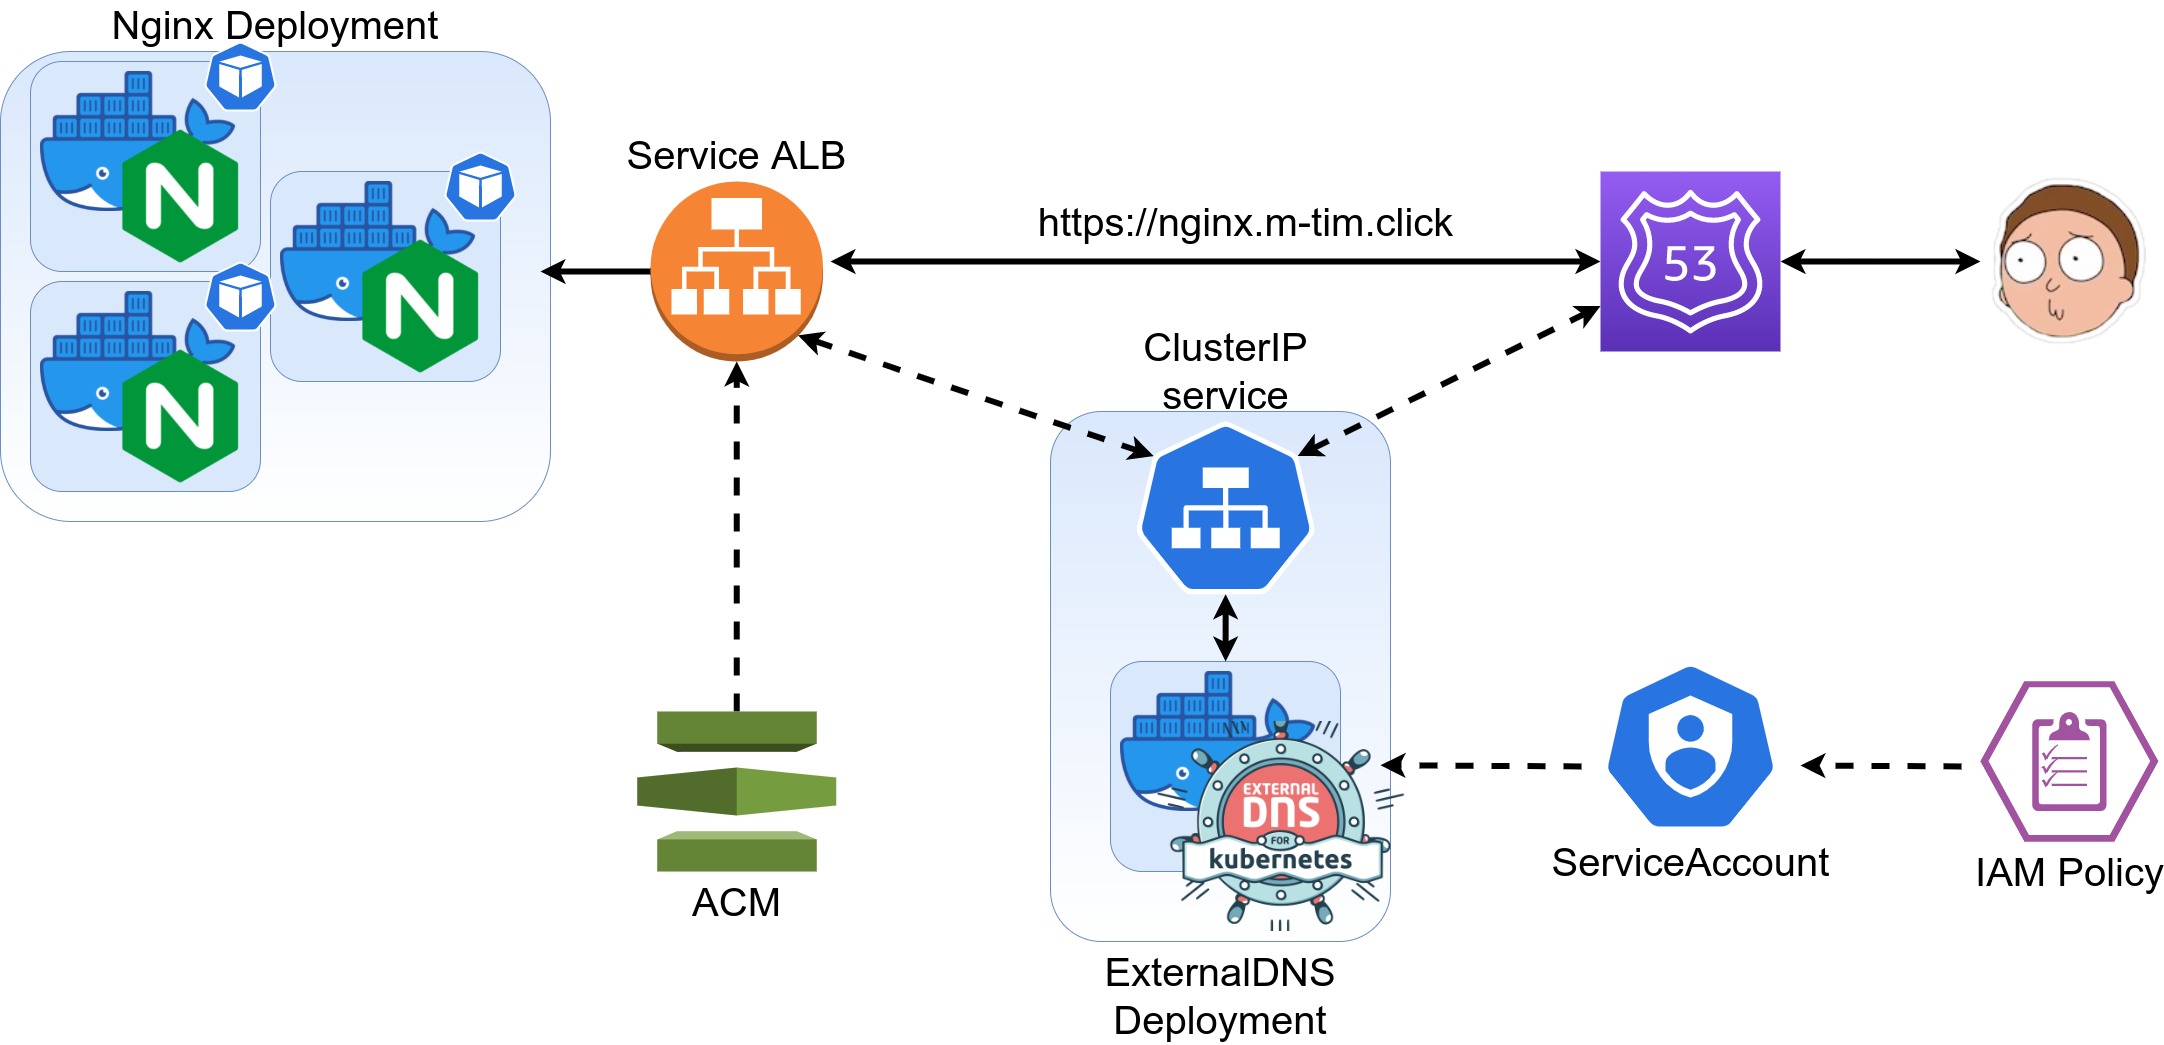 Nginx Deployment
Service ALB
https://nginx.m-tim.click
53
ClusterIP
service
N
N
N
EXTERNAL
DNS
FOR
kubernetes
ACM
ServiceAccount
IAM Policy
ExternalDNS
Deployment